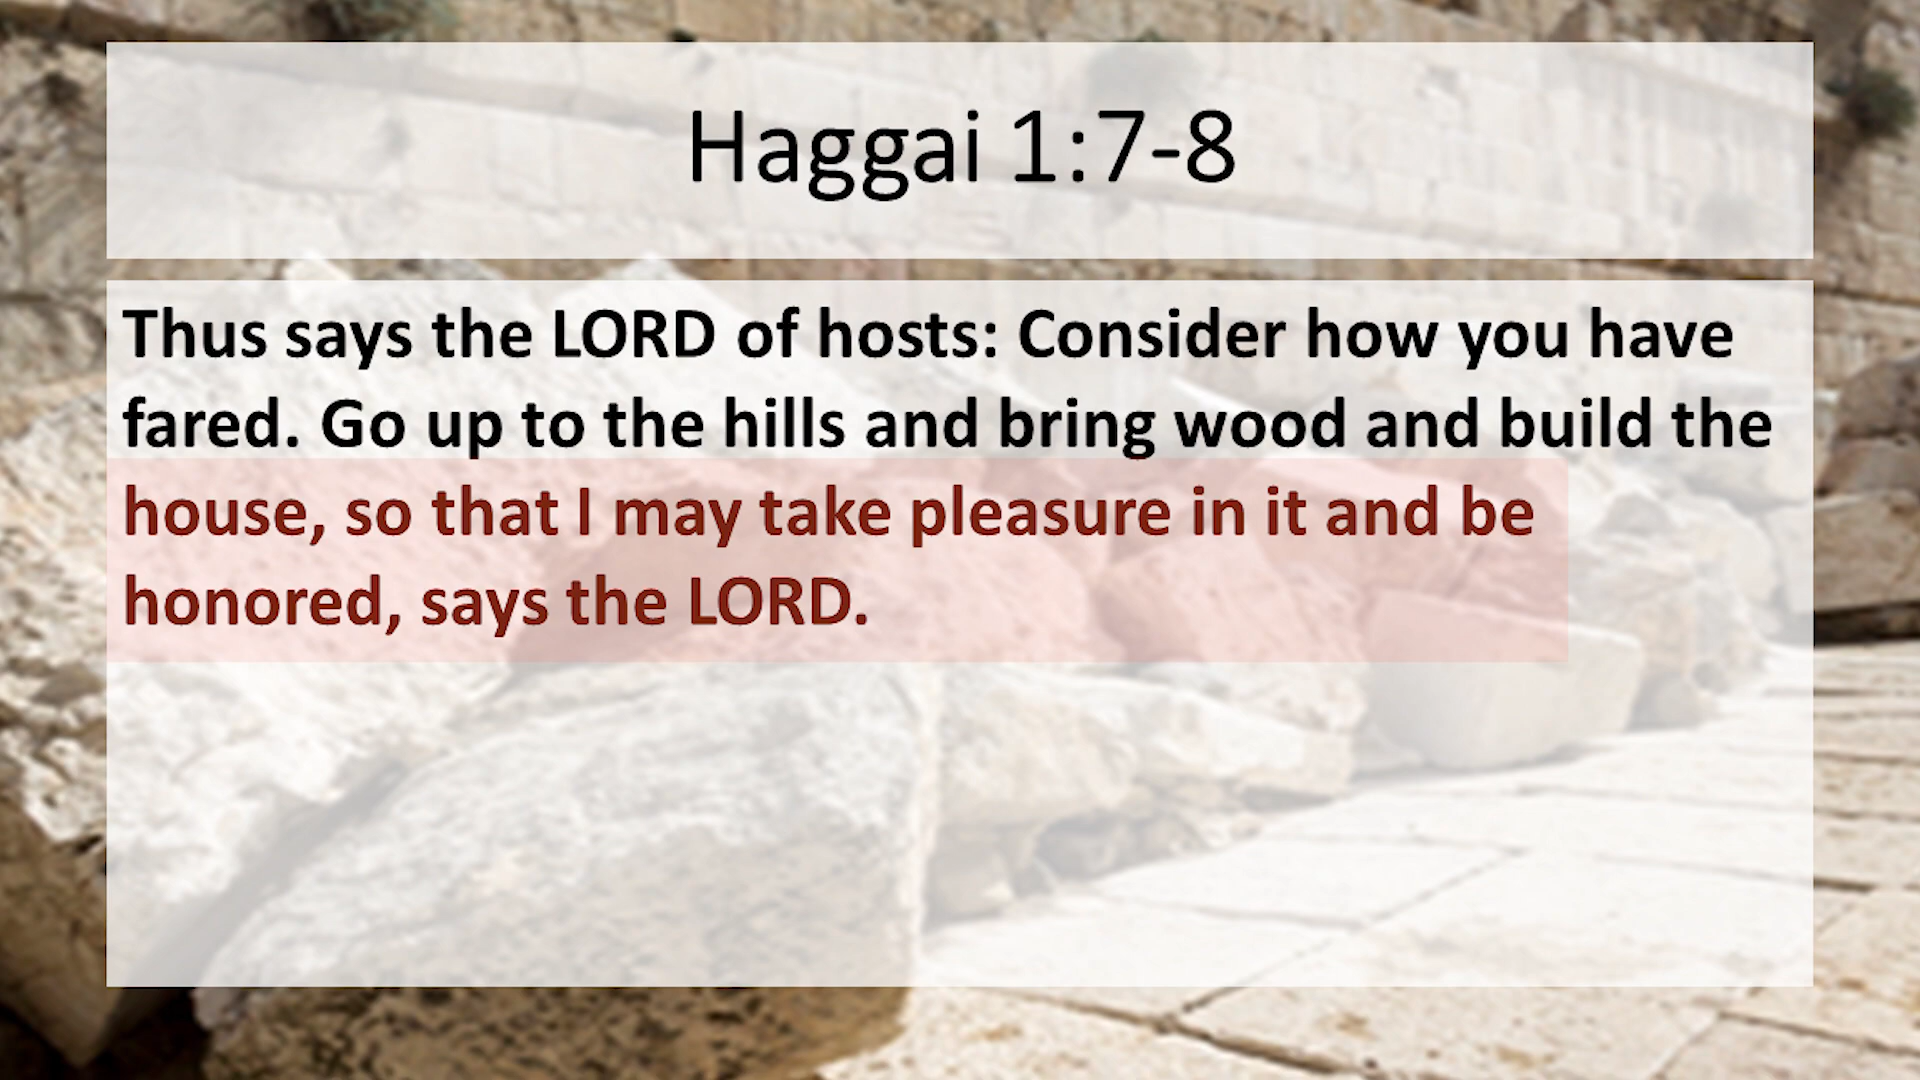 Haggai 1:7-8
Thus says the LORD of hosts: Consider how you have
fared. Go up to the hills and bring wood and build the
house, so that I may take pleasure in it and be
honored, says the LORD.